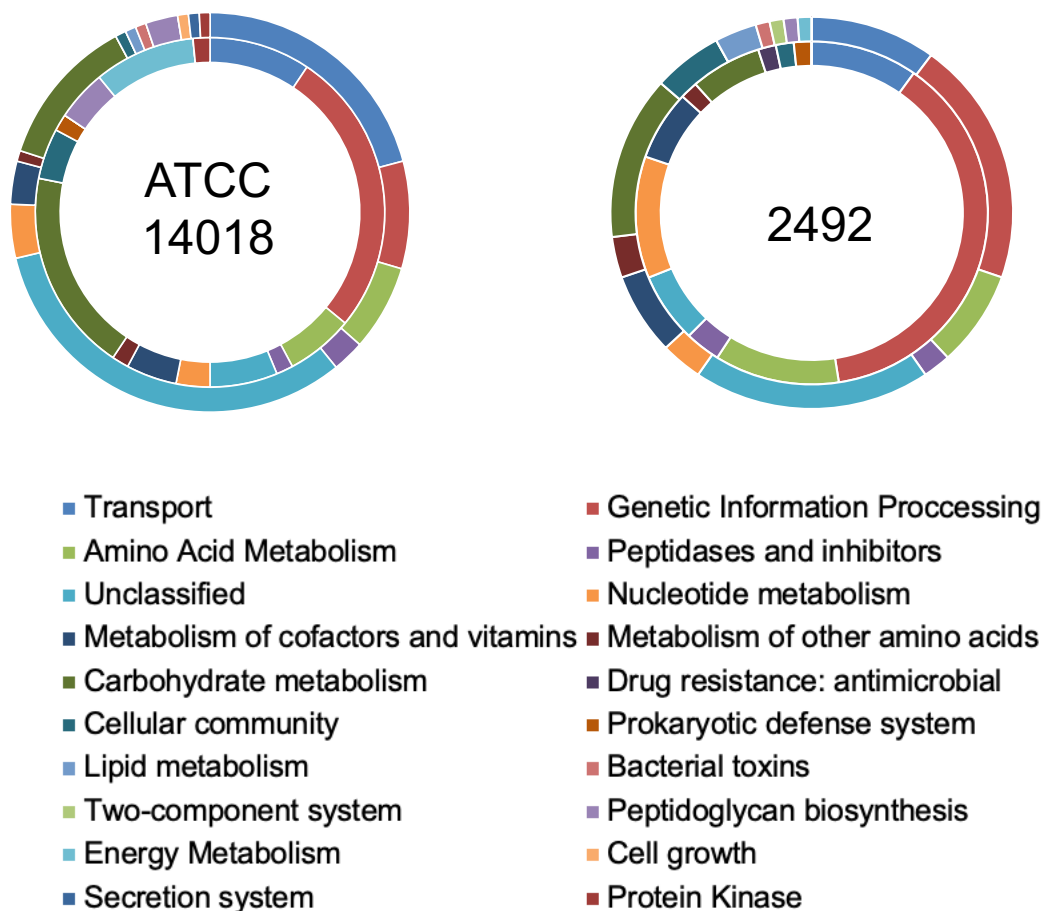 ATCC
14018
2492
Transport
Genetic Information Proccessing
Amino Acid Metabolism
Peptidases and inhibitors
Unclassified
Nucleotide metabolism
Metabolism of cofactors and vitamins
Metabolism of other amino acids
Carbohydrate metabolism
Drug resistance: antimicrobial
Cellular community
Prokaryotic defense system
Lipid metabolism
Bacterial toxins
Two-component system
Peptidoglycan biosynthesis
Energy Metabolism
Cell growth
Secretion system
Protein Kinase